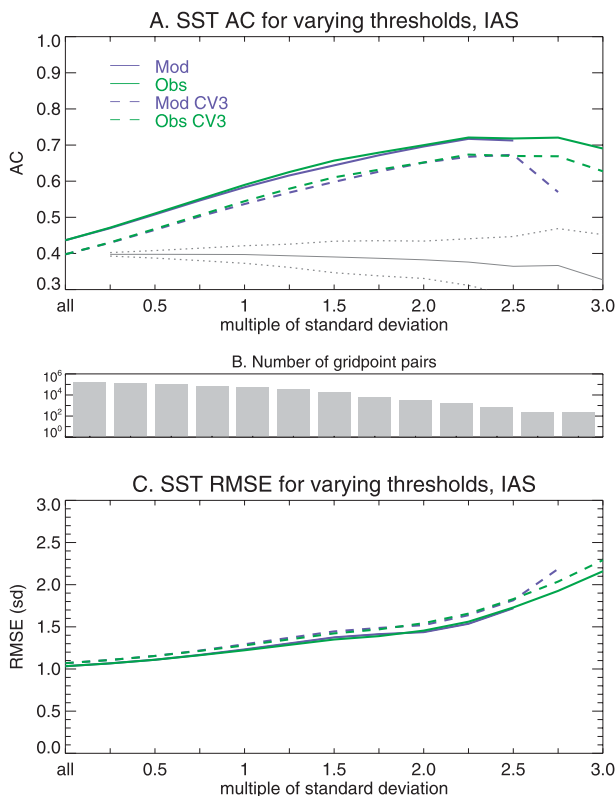 A. SST AC for varying thresholds, IAS
1.0
0.9
0.8
0.7
0.6
0.5
0.4
0.3
AC
Mod
Obs
Mod CV3
Obs CV3
all 0.5 1 1.5 2.0 2.5 3.0
multiple of standard deviation
B. Number of gridpoint pairs
10^6
10^4
10^2
10^0
C. SST RMSE for varying thresholds, IAS
3.0
2.5
2.0
1.5
1.0
0.5
0.0
RMSE (sd)
all 0.5 1 1.5 2.0 2.5 3.0
multiple of standard deviation